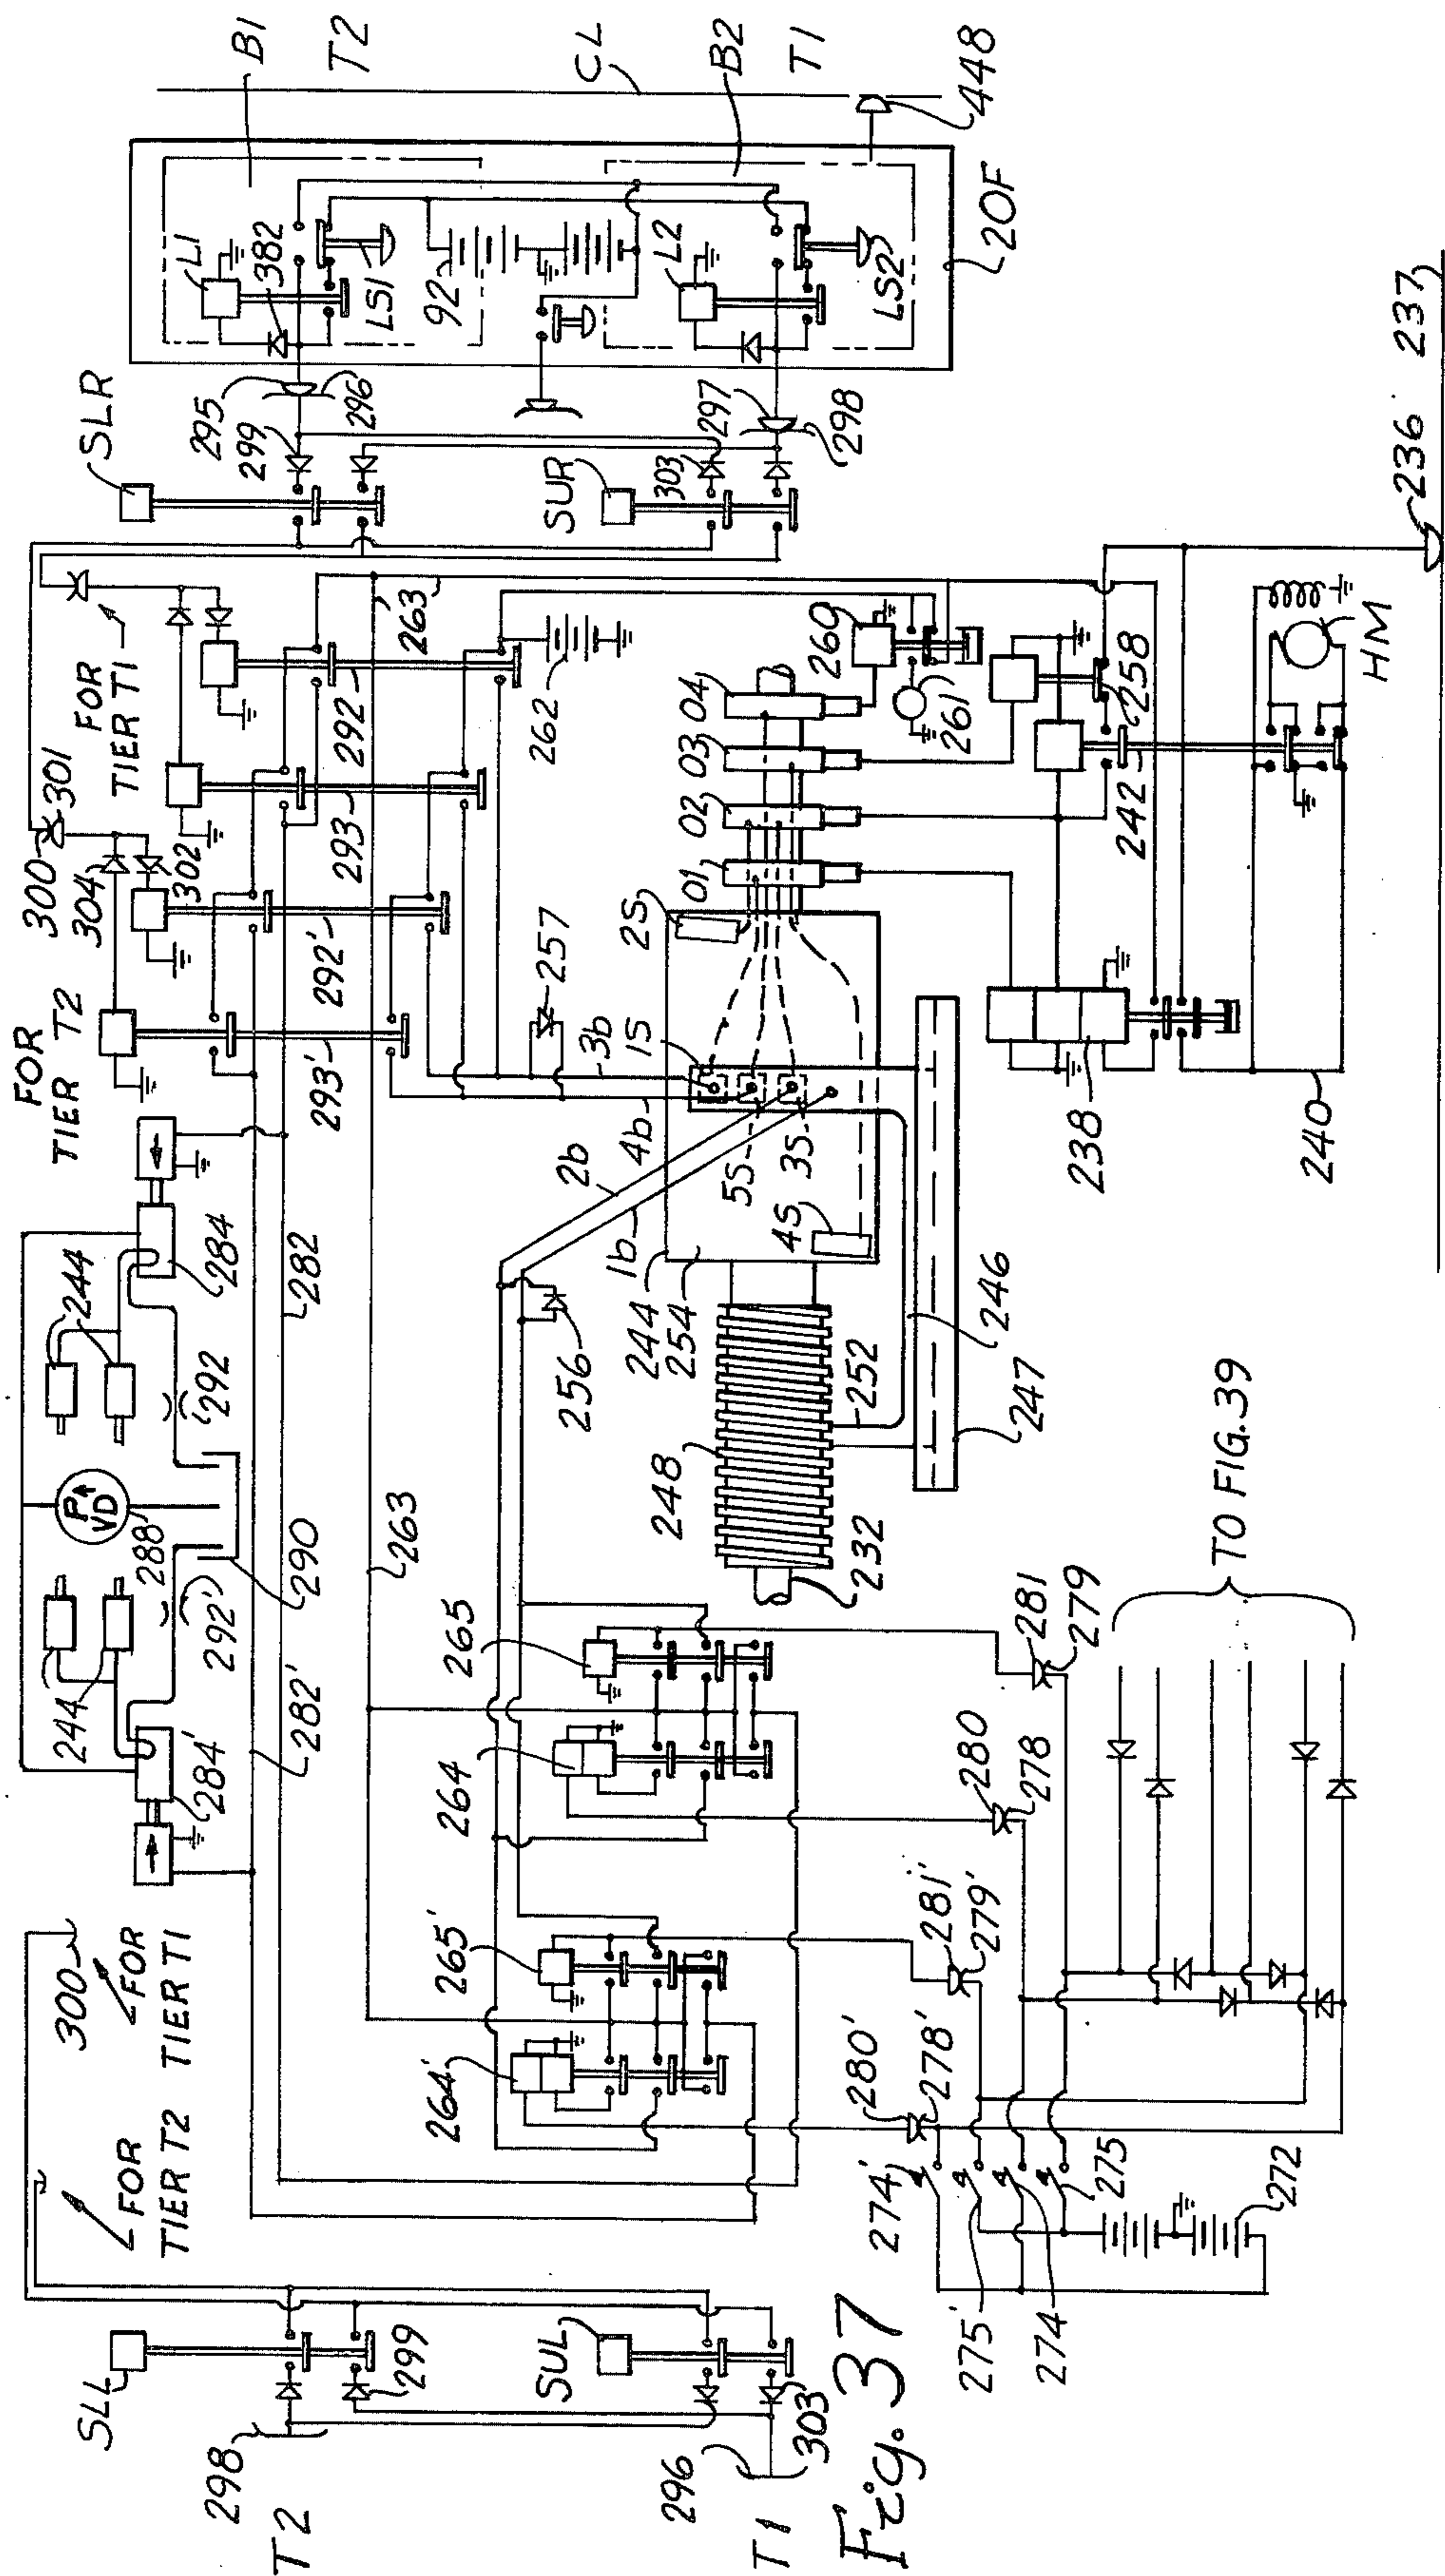 B1
T2
CL
B2
T1
448
L1
382
LS1
92
L2
LS2
20F
SLR
295
299
296
297
303
298
SUR
FOR
TIER T1
263'
292
262
293
300
301
304
302
FOR
TIER T2
292'
293'
260
261
04
03
02
01
258
242
HM
236
237
2S
257
1S
3b
4b
2b
1b
5S
3S
4S
238
240
284
282
244
292
P
VD
288
290
292'
244
284'
282'
263
256
244
254
252
246
247
248
232
265
264
281
279
280
278
TO FIG. 39
300
FOR
TIER T1
FOR
TIER T2
265'
264'
281'
279'
280'
278'
274'
275'
274
275
272
SLL
299
298
SUL
303
296
T2
T1
Fig. 37